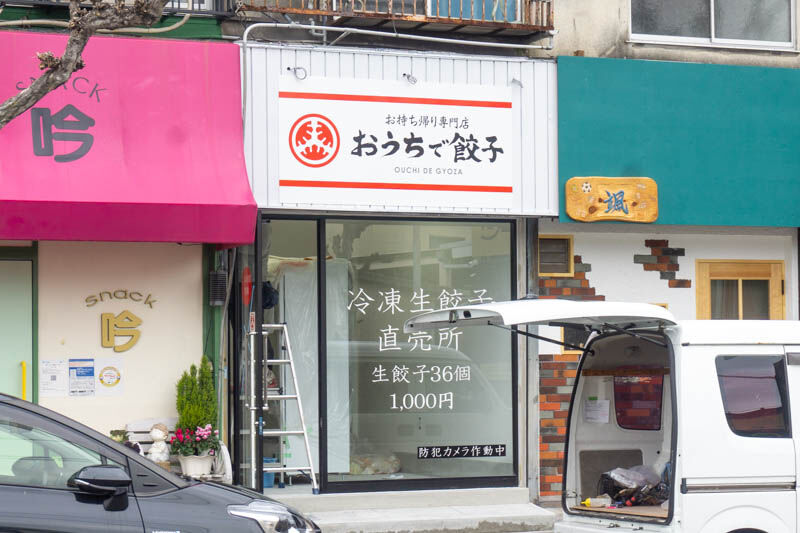 SNACK
吟
お持ち帰り専門店
おうちで餃子
OUCHI DE GYOZA
颯
snack
吟
冷凍生餃子
直売所
生餃子36個
1,000円
防犯カメラ作動中